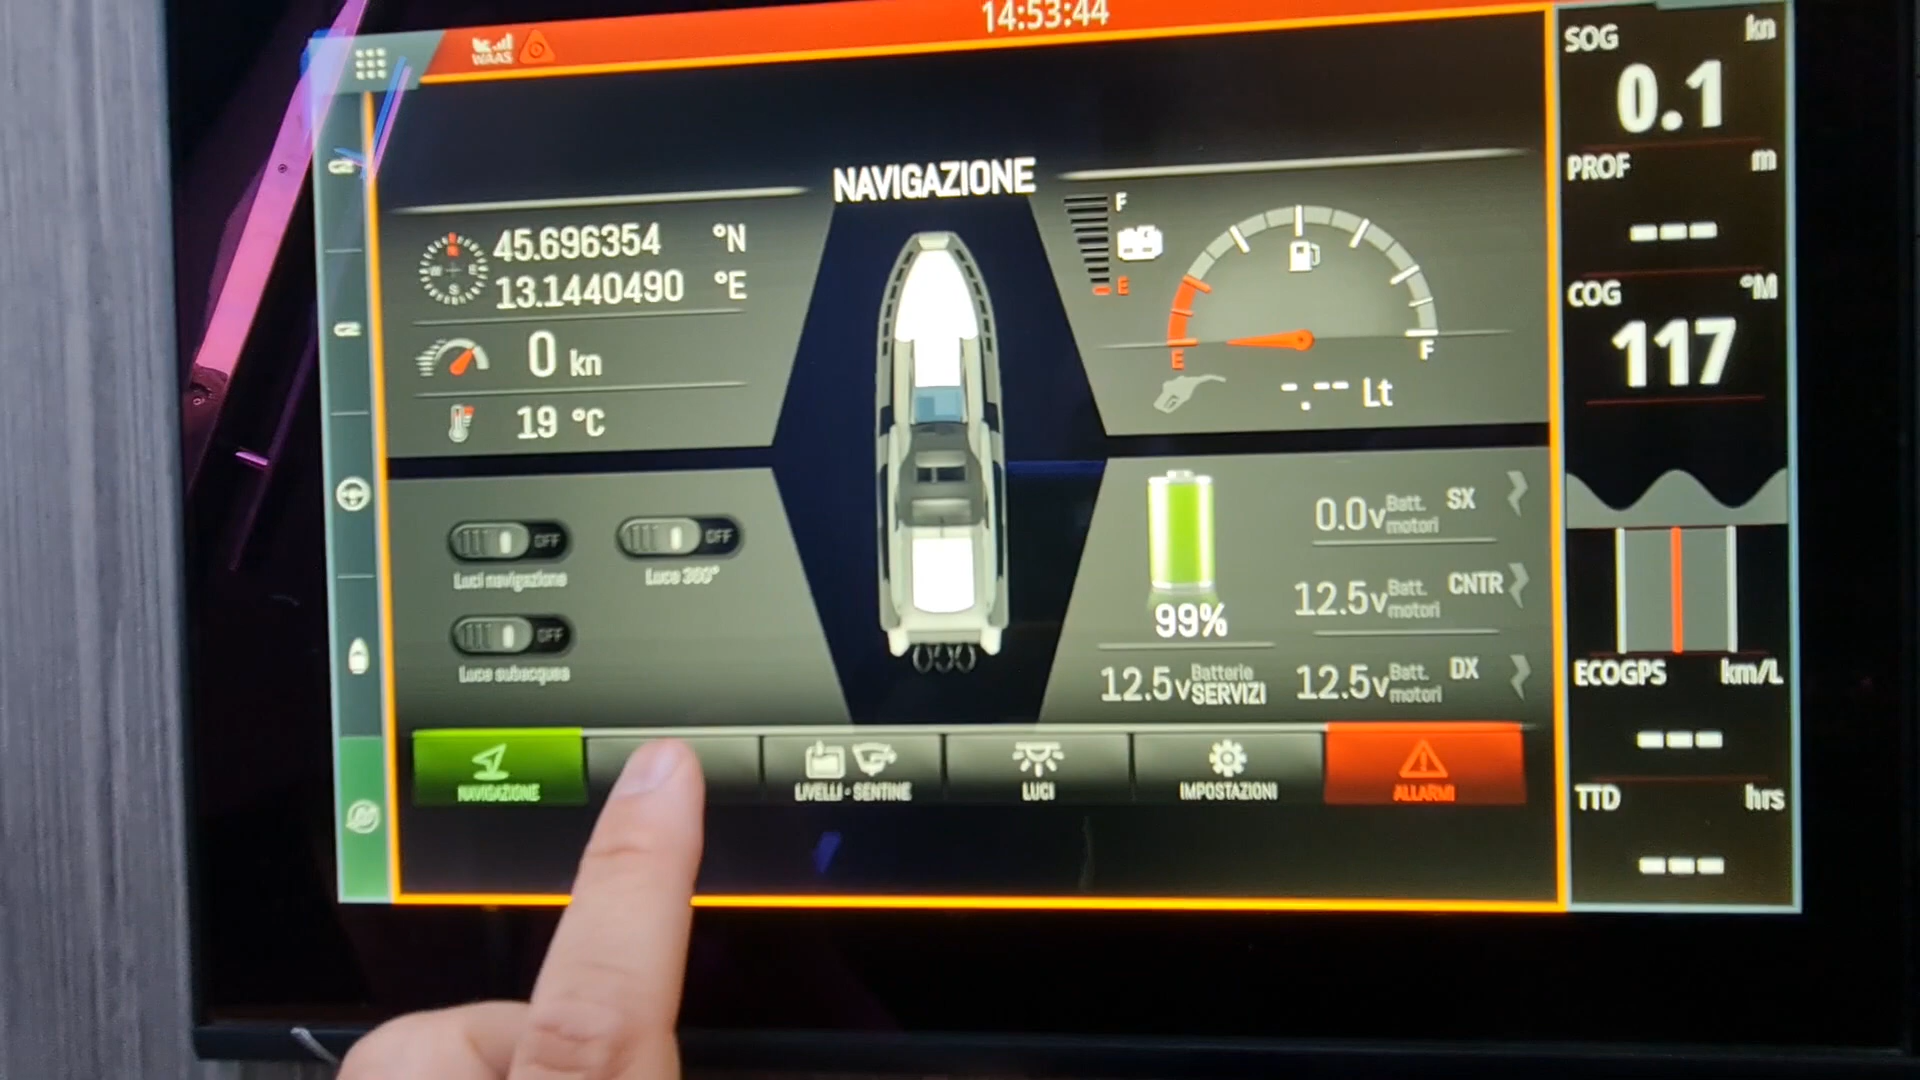 14:53:44
WAAS
NAVIGAZIONE
45.696354 °N
13.1440490 °E
0 kn
19 °C
F
E
E
F
-.-- Lt
OFF
Luci navigazione
OFF
Luce 360°
OFF
Luce subacquea
99%
12.5v Batterie SERVIZI
0.0v Batt. motori SX
12.5v Batt. motori CNTR
12.5v Batt. motori DX
NAVIGAZIONE
LIVELLI - SENTINE
LUCI
IMPOSTAZIONI
ALLARMI
SOG kn
0.1
PROF m
---
COG °M
117
ECOGPS km/L
---
TTD hrs
---